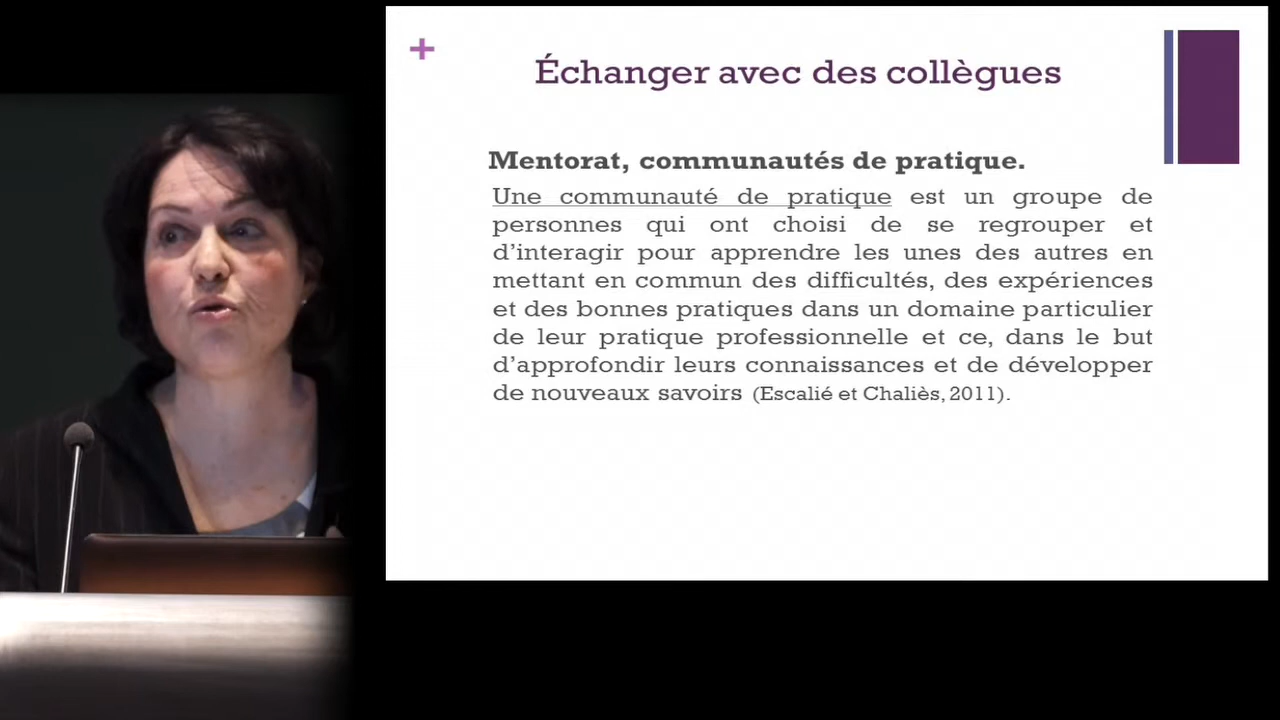 +
Échanger avec des collègues
Mentorat, communautés de pratique.
Une communauté de pratique est un groupe de
personnes qui ont choisi de se regrouper et
d’interagir pour apprendre les unes des autres en
mettant en commun des difficultés, des expériences
et des bonnes pratiques dans un domaine particulier
de leur pratique professionnelle et ce, dans le but
d’approfondir leurs connaissances et de développer
de nouveaux savoirs (Escalié et Chaliès, 2011).